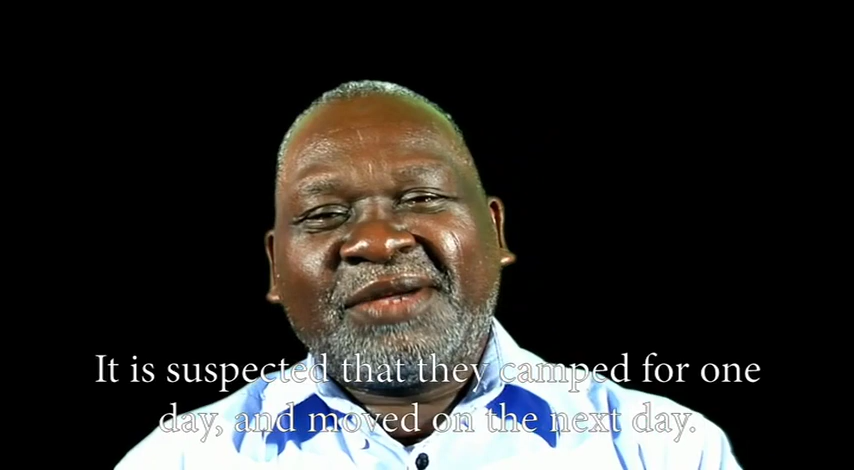 It is suspected that they camped for one
day, and moved on the next day.